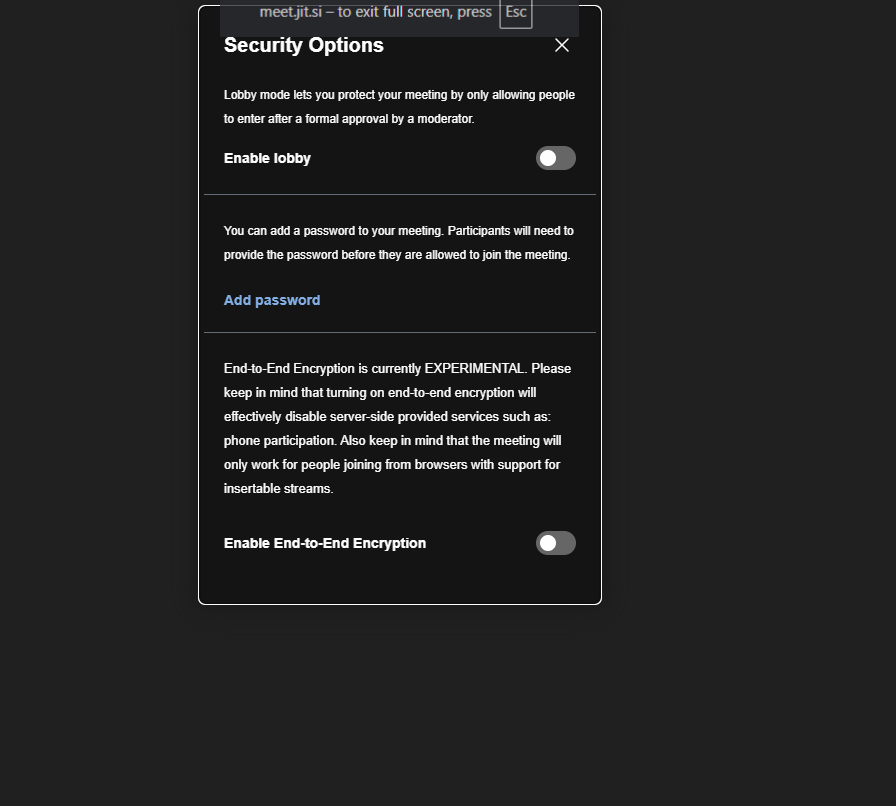 meet.jit.si – to exit full screen, press Esc
Security Options
Lobby mode lets you protect your meeting by only allowing people
to enter after a formal approval by a moderator.
Enable lobby
You can add a password to your meeting. Participants will need to
provide the password before they are allowed to join the meeting.
Add password
End-to-End Encryption is currently EXPERIMENTAL. Please
keep in mind that turning on end-to-end encryption will
effectively disable server-side provided services such as:
phone participation. Also keep in mind that the meeting will
only work for people joining from browsers with support for
insertable streams.
Enable End-to-End Encryption